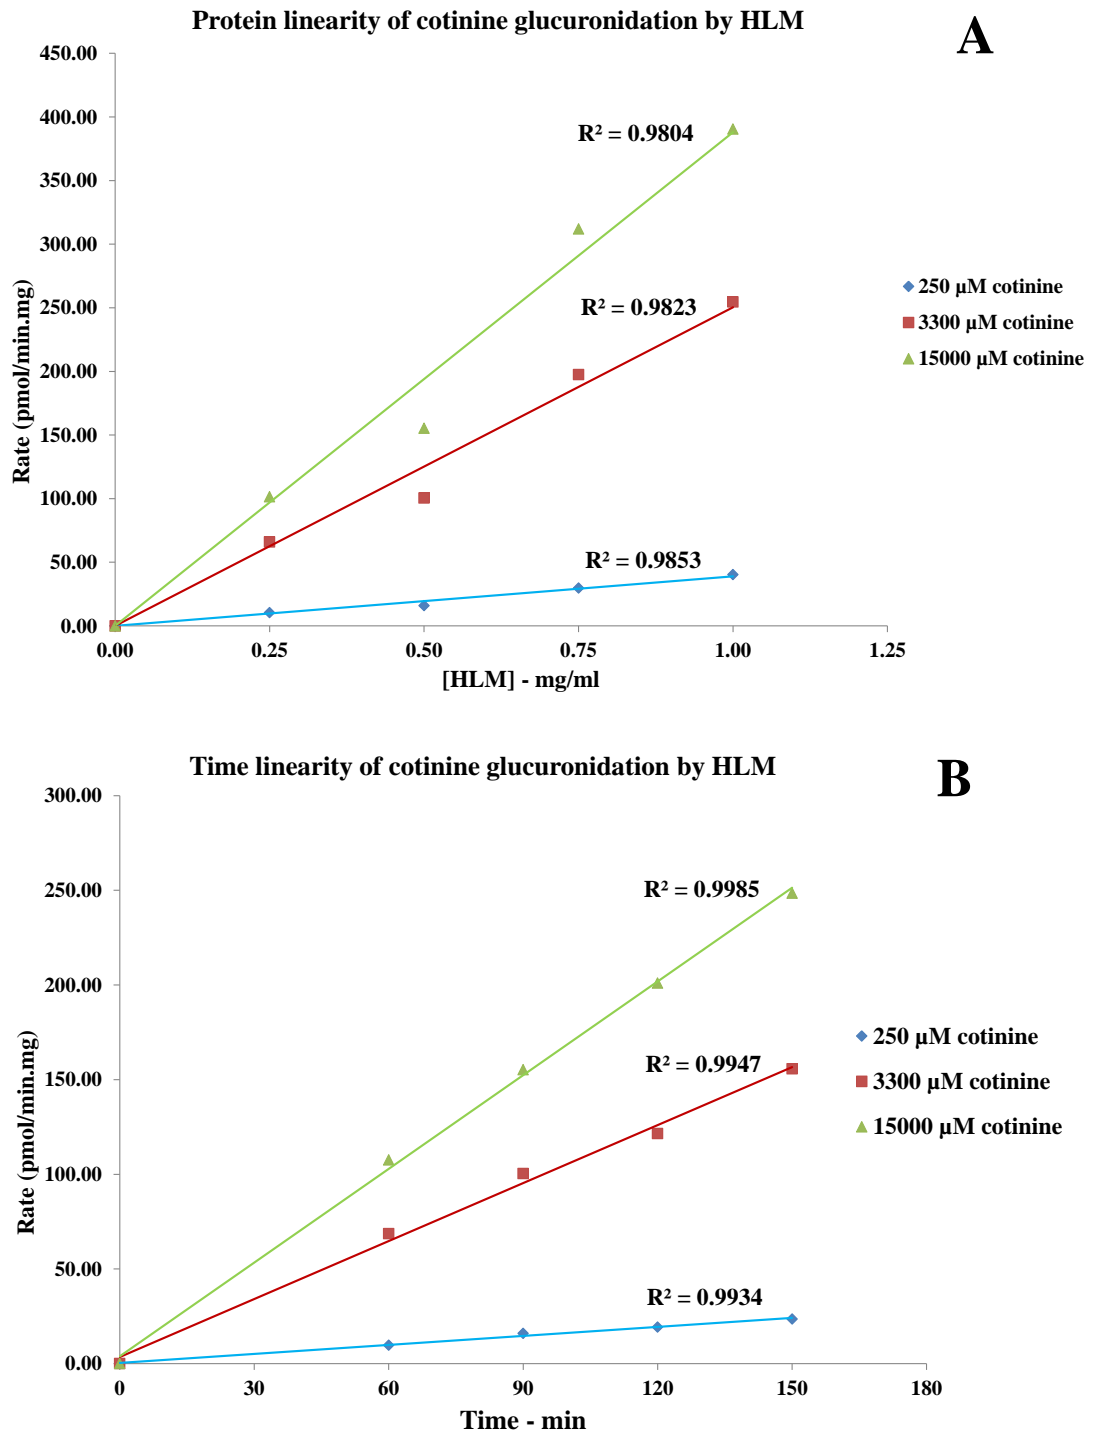 Protein linearity of cotinine glucuronidation by HLM
A
450.00
400.00
350.00
300.00
250.00
200.00
150.00
100.00
50.00
0.00
Rate (pmol/min.mg)
R² = 0.9804
R² = 0.9823
R² = 0.9853
250 µM cotinine
3300 µM cotinine
15000 µM cotinine
0.00 0.25 0.50 0.75 1.00 1.25
[HLM] - mg/ml
Time linearity of cotinine glucuronidation by HLM
B
300.00
250.00
200.00
150.00
100.00
50.00
0.00
Rate (pmol/min.mg)
R² = 0.9985
R² = 0.9947
R² = 0.9934
250 µM cotinine
3300 µM cotinine
15000 µM cotinine
0 30 60 90 120 150 180
Time - min